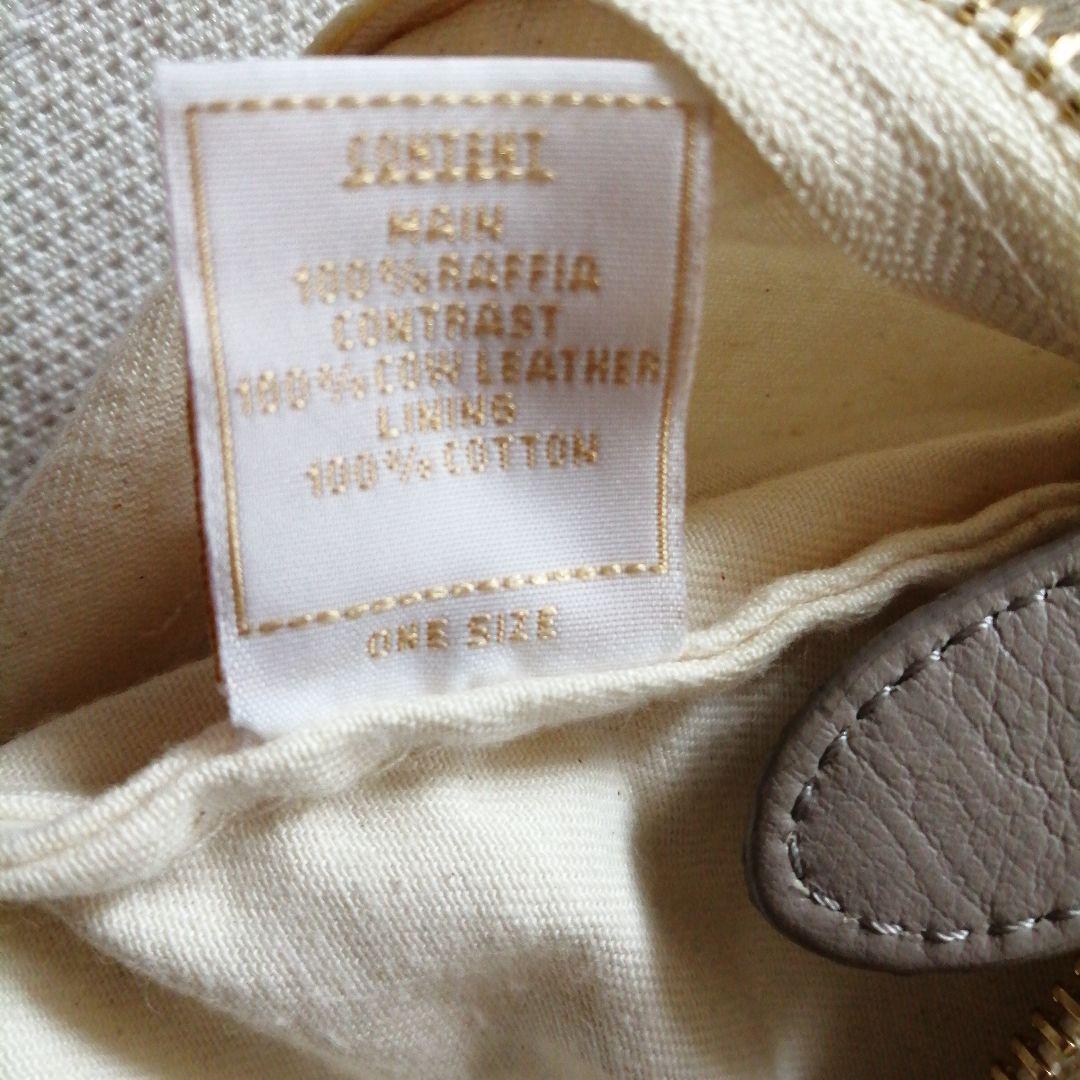 CONTENT
MAIN
100% RAFFIA
CONTRAST
100% COW LEATHER
LINING
100% COTTON
ONE SIZE